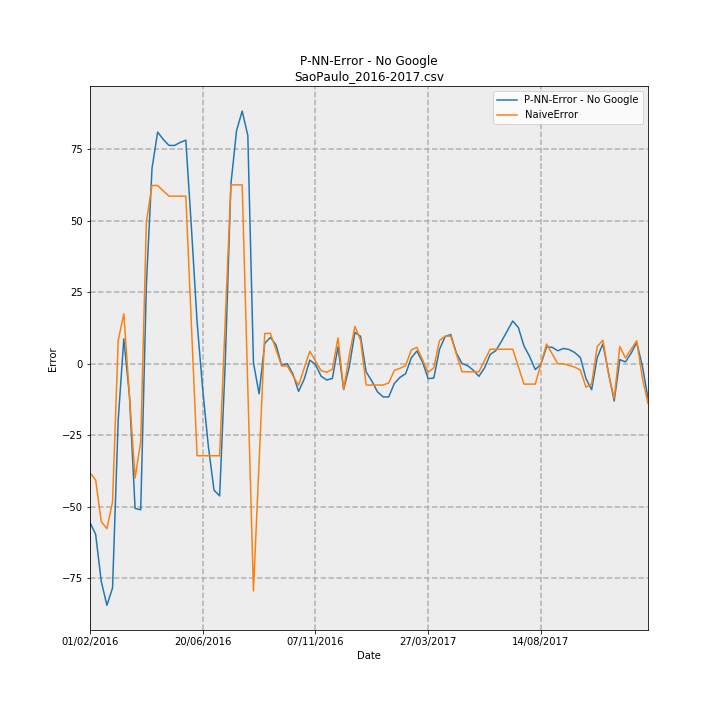 P-NN-Error - No Google
SaoPaulo_2016-2017.csv
P-NN-Error - No Google
NaiveError
75
50
25
0
−25
−50
−75
Error
01/02/2016 20/06/2016 07/11/2016 27/03/2017 14/08/2017
Date